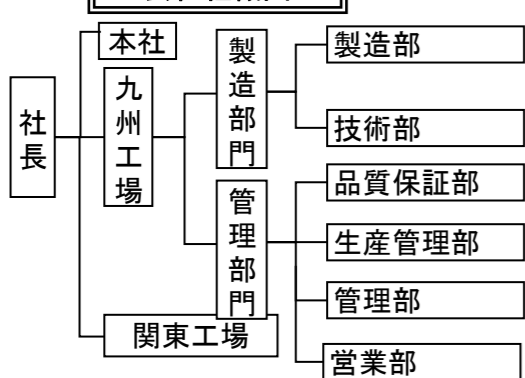 本社
製造部
製造部門
九州工場
社長
技術部
品質保証部
管理部門
生産管理部
管理部
関東工場
営業部